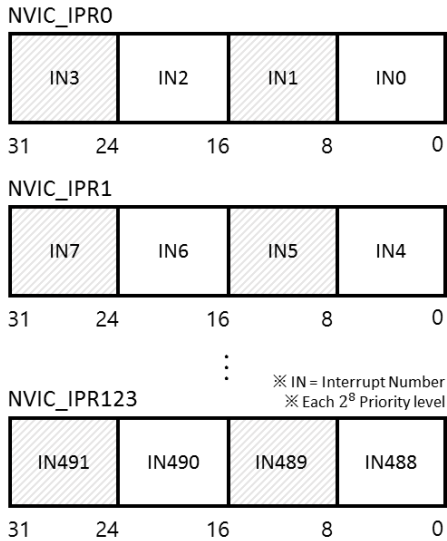 NVIC_IPR0
IN3 IN2 IN1 IN0
31 24 16 8 0
NVIC_IPR1
IN7 IN6 IN5 IN4
31 24 16 8 0
⋮
※ IN = Interrupt Number
※ Each 2⁸ Priority level
NVIC_IPR123
IN491 IN490 IN489 IN488
31 24 16 8 0